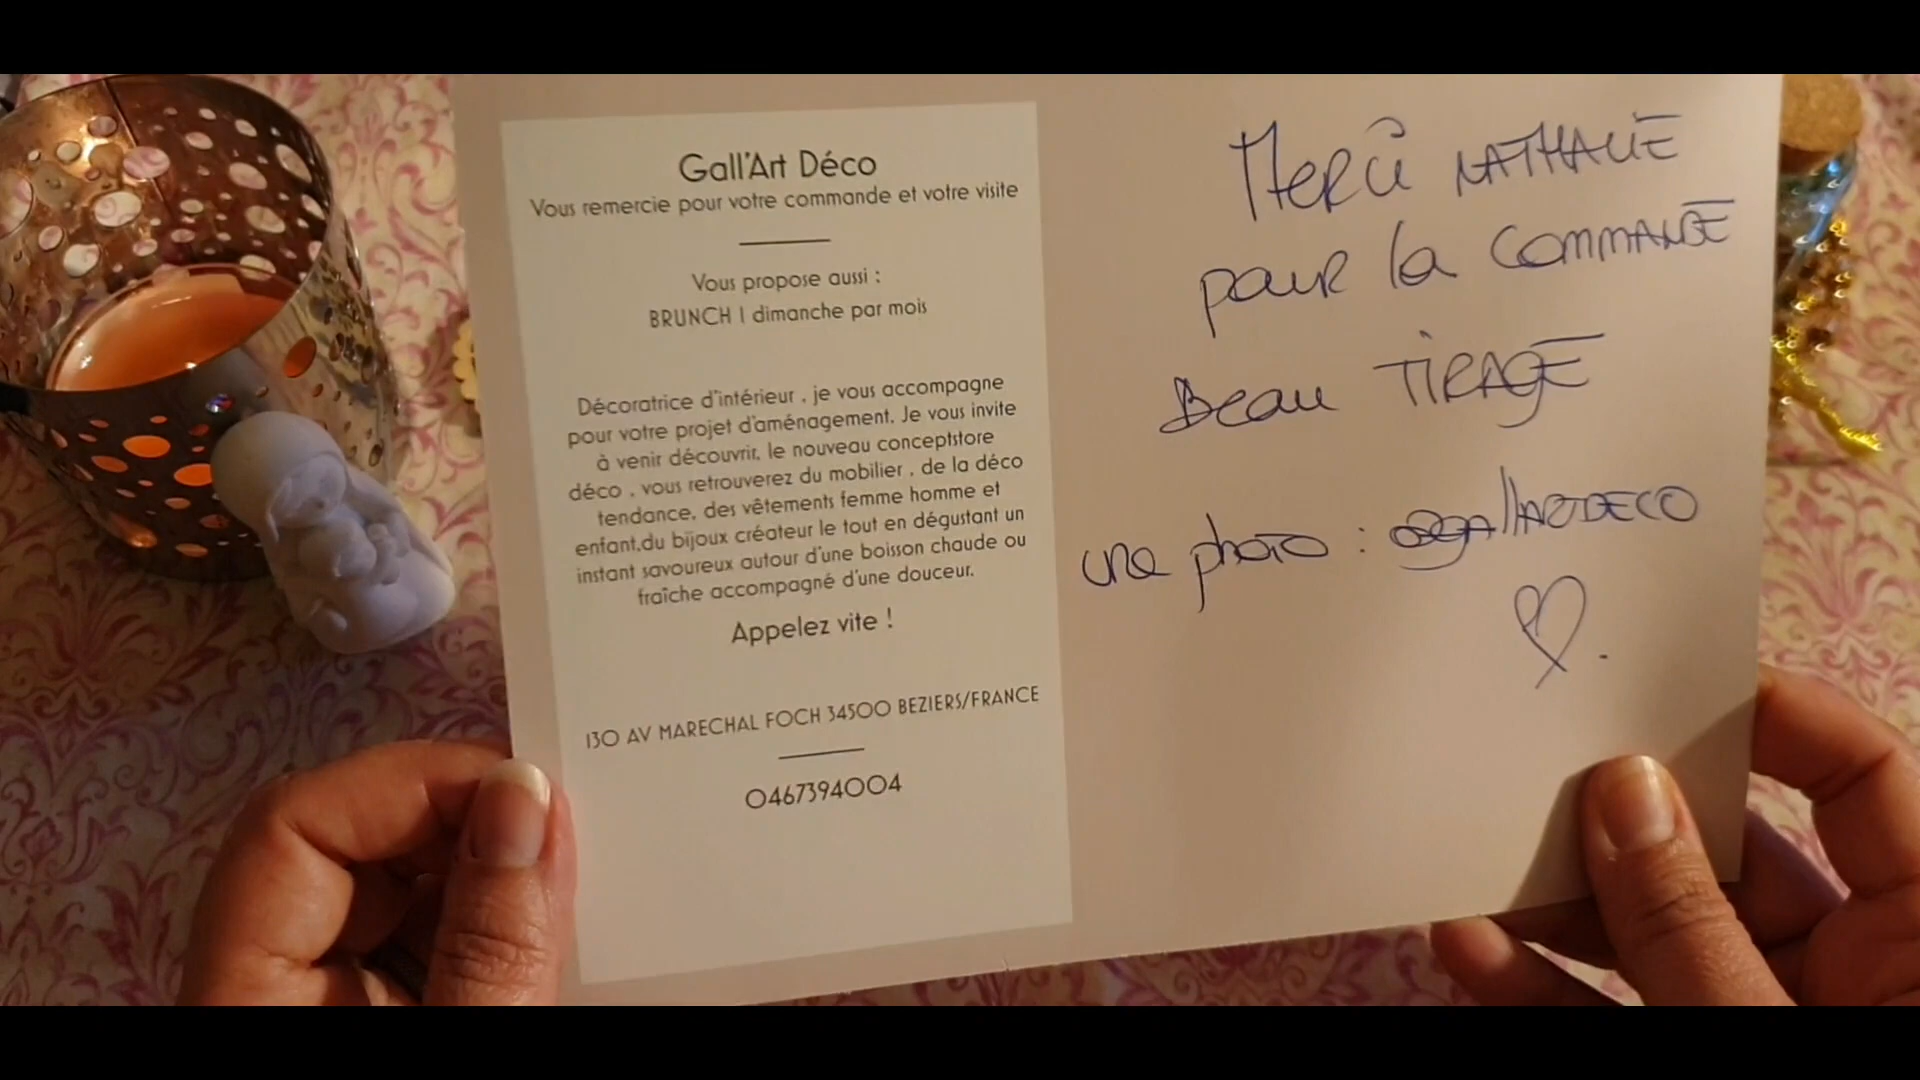 Gall'Art Déco
Vous remercie pour votre commande et votre visite
Vous propose aussi :
BRUNCH 1 dimanche par mois
Décoratrice d'intérieur , je vous accompagne
pour votre projet d'aménagement. Je vous invite
à venir découvrir, le nouveau conceptstore
déco , vous retrouverez du mobilier , de la déco
tendance, des vêtements femme homme et
enfant,du bijoux créateur le tout en dégustant un
instant savoureux autour d'une boisson chaude ou
fraîche accompagné d'une douceur.
Appelez vite !
130 AV MARECHAL FOCH 34500 BEZIERS/FRANCE
0467394004
Merci NATHALIE
pour la COMMANDE
Beau TIRAGE
une photo : @gallARTDECO